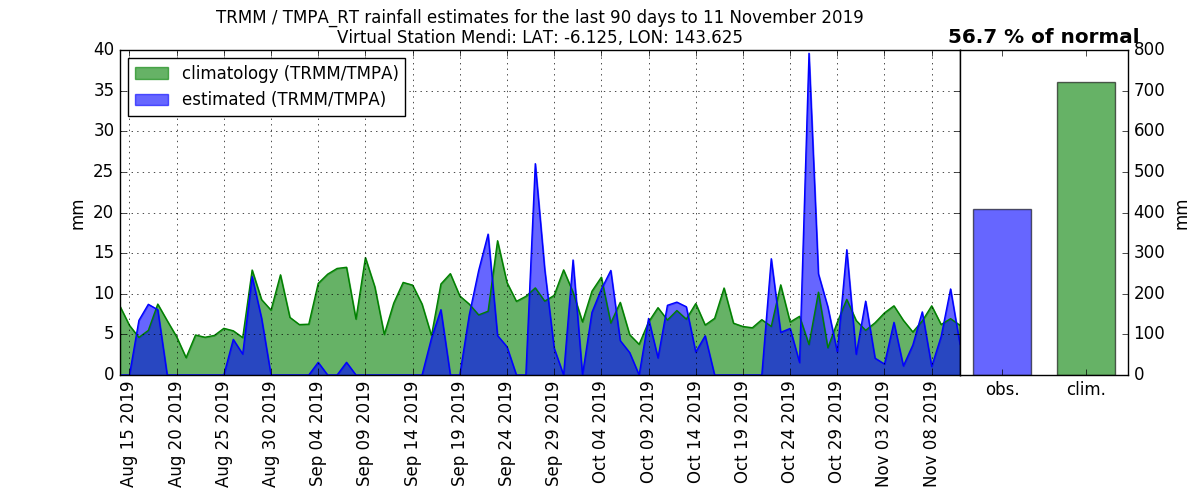 TRMM / TMPA_RT rainfall estimates for the last 90 days to 11 November 2019
Virtual Station Mendi: LAT: -6.125, LON: 143.625
56.7 % of normal
climatology (TRMM/TMPA)
estimated (TRMM/TMPA)
40
35
30
25
20
15
10
5
0
mm
800
700
600
500
400
300
200
100
0
mm
obs.
clim.
Aug 15 2019
Aug 20 2019
Aug 25 2019
Aug 30 2019
Sep 04 2019
Sep 09 2019
Sep 14 2019
Sep 19 2019
Sep 24 2019
Sep 29 2019
Oct 04 2019
Oct 09 2019
Oct 14 2019
Oct 19 2019
Oct 24 2019
Oct 29 2019
Nov 03 2019
Nov 08 2019